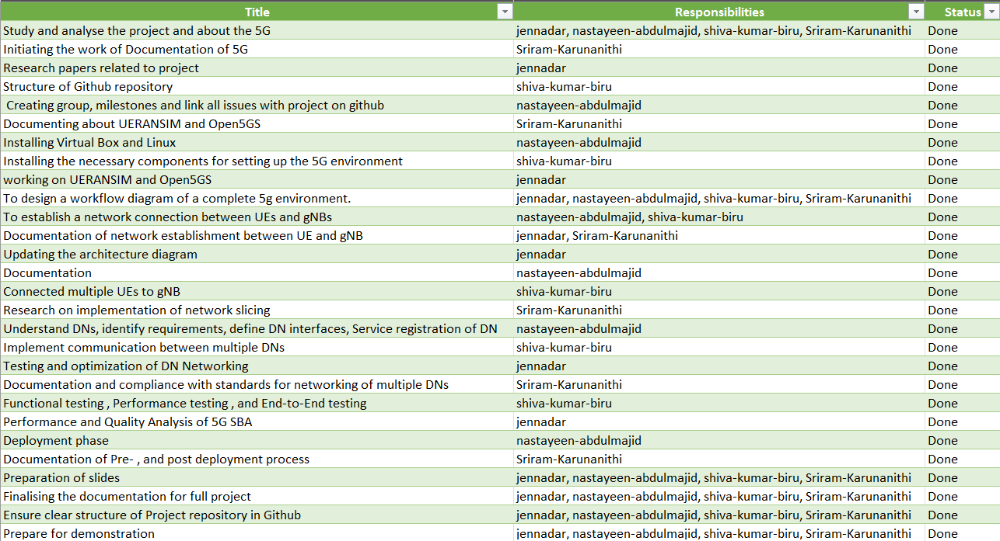 Title Responsibilities Status
Study and analyse the project and about the 5G jennadar, nastayeen-abdulmajid, shiva-kumar-biru, Sriram-Karunanithi Done
Initiating the work of Documentation of 5G Sriram-Karunanithi Done
Research papers related to project jennadar Done
Structure of Github repository shiva-kumar-biru Done
Creating group, milestones and link all issues with project on github nastayeen-abdulmajid Done
Documenting about UERANSIM and Open5GS Sriram-Karunanithi Done
Installing Virtual Box and Linux nastayeen-abdulmajid Done
Installing the necessary components for setting up the 5G environment shiva-kumar-biru Done
working on UERANSIM and Open5GS jennadar Done
To design a workflow diagram of a complete 5g environment. jennadar, nastayeen-abdulmajid, shiva-kumar-biru, Sriram-Karunanithi Done
To establish a network connection between UEs and gNBs nastayeen-abdulmajid, shiva-kumar-biru Done
Documentation of network establishment between UE and gNB jennadar, Sriram-Karunanithi Done
Updating the architecture diagram jennadar Done
Documentation nastayeen-abdulmajid Done
Connected multiple UEs to gNB shiva-kumar-biru Done
Research on implementation of network slicing Sriram-Karunanithi Done
Understand DNs, identify requirements, define DN interfaces, Service registration of DN nastayeen-abdulmajid Done
Implement communication between multiple DNs shiva-kumar-biru Done
Testing and optimization of DN Networking jennadar Done
Documentation and compliance with standards for networking of multiple DNs Sriram-Karunanithi Done
Functional testing , Performance testing , and End-to-End testing shiva-kumar-biru Done
Performance and Quality Analysis of 5G SBA jennadar Done
Deployment phase nastayeen-abdulmajid Done
Documentation of Pre- , and post deployment process Sriram-Karunanithi Done
Preparation of slides jennadar, nastayeen-abdulmajid, shiva-kumar-biru, Sriram-Karunanithi Done
Finalising the documentation for full project jennadar, nastayeen-abdulmajid, shiva-kumar-biru, Sriram-Karunanithi Done
Ensure clear structure of Project repository in Github jennadar, nastayeen-abdulmajid, shiva-kumar-biru, Sriram-Karunanithi Done
Prepare for demonstration jennadar, nastayeen-abdulmajid, shiva-kumar-biru, Sriram-Karunanithi Done